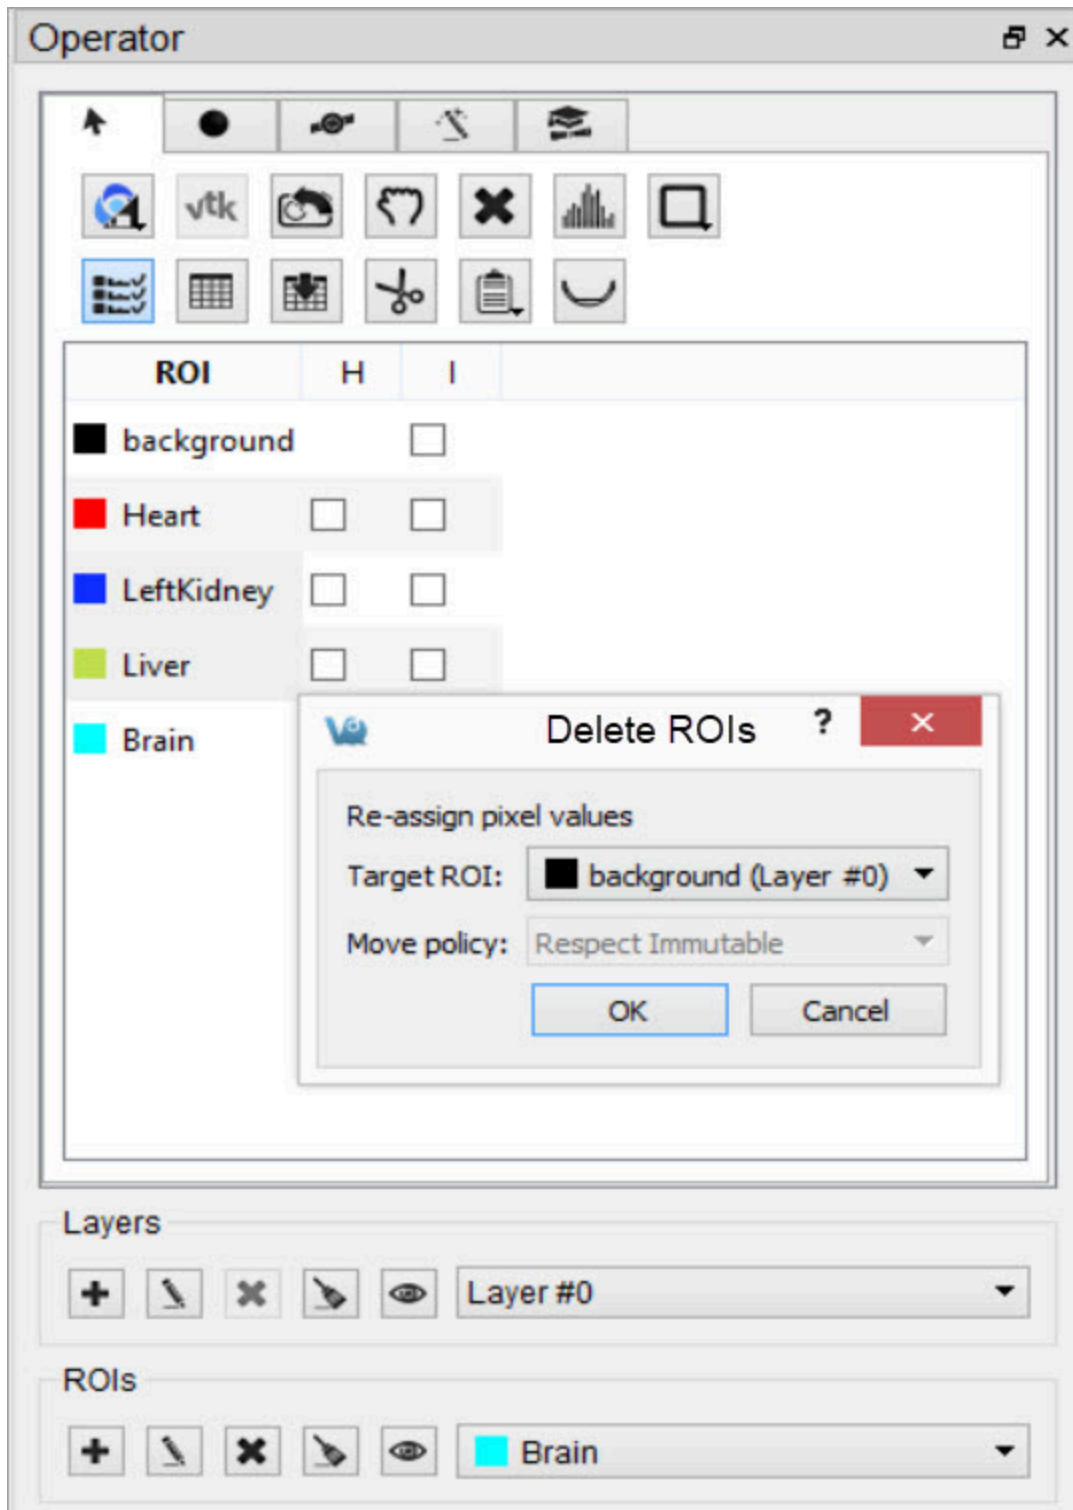 Operator
vtk
ROI H I
background
Heart
LeftKidney
Liver
Brain
Delete ROIs ?
Re-assign pixel values
Target ROI: background (Layer #0)
Move policy: Respect Immutable
OK Cancel
Layers
Layer #0
ROIs
Brain